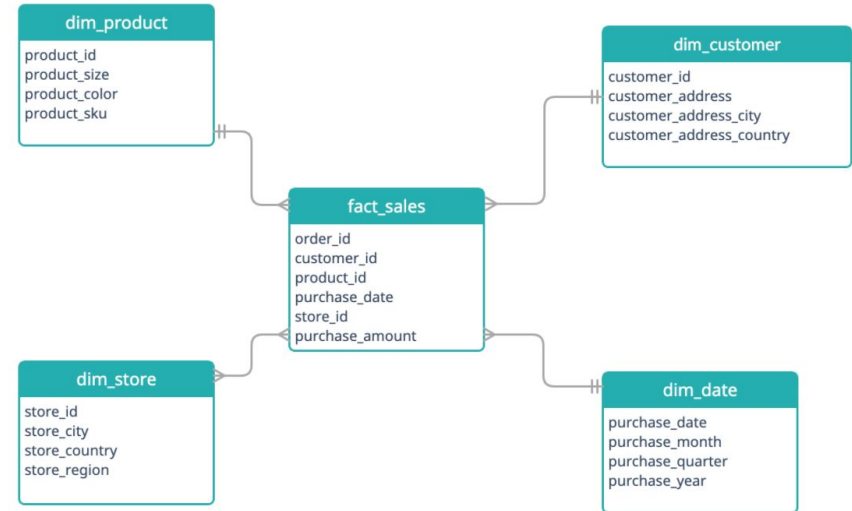 dim_product
product_id
product_size
product_color
product_sku
dim_customer
customer_id
customer_address
customer_address_city
customer_address_country
fact_sales
order_id
customer_id
product_id
purchase_date
store_id
purchase_amount
dim_store
store_id
store_city
store_country
store_region
dim_date
purchase_date
purchase_month
purchase_quarter
purchase_year